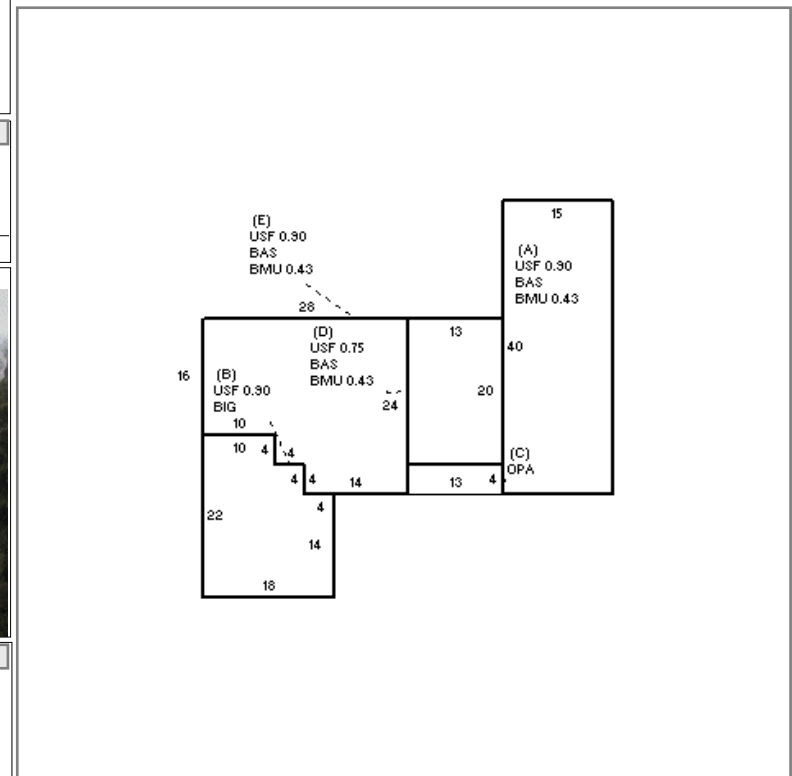 15
(E)
USF 0.90
BAS
BMU 0.43
(A)
USF 0.90
BAS
BMU 0.43
28
13
(D)
USF 0.75
BAS
BMU 0.43
40
16
(B)
USF 0.90
BIG
20
24
10
10
4
4
(C)
OPA
4
4
14
13
4
4
22
14
18